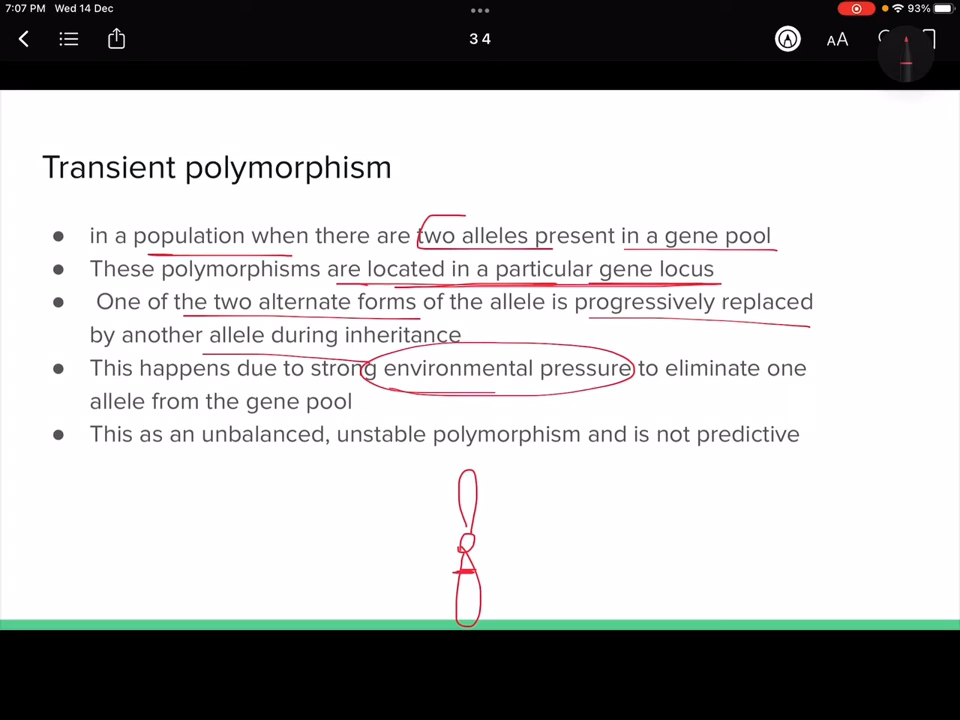 7:07 PM Wed 14 Dec
93%
3 4
AA
Transient polymorphism
● in a population when there are two alleles present in a gene pool
● These polymorphisms are located in a particular gene locus
● One of the two alternate forms of the allele is progressively replaced
by another allele during inheritance
● This happens due to strong environmental pressure to eliminate one
allele from the gene pool
● This as an unbalanced, unstable polymorphism and is not predictive